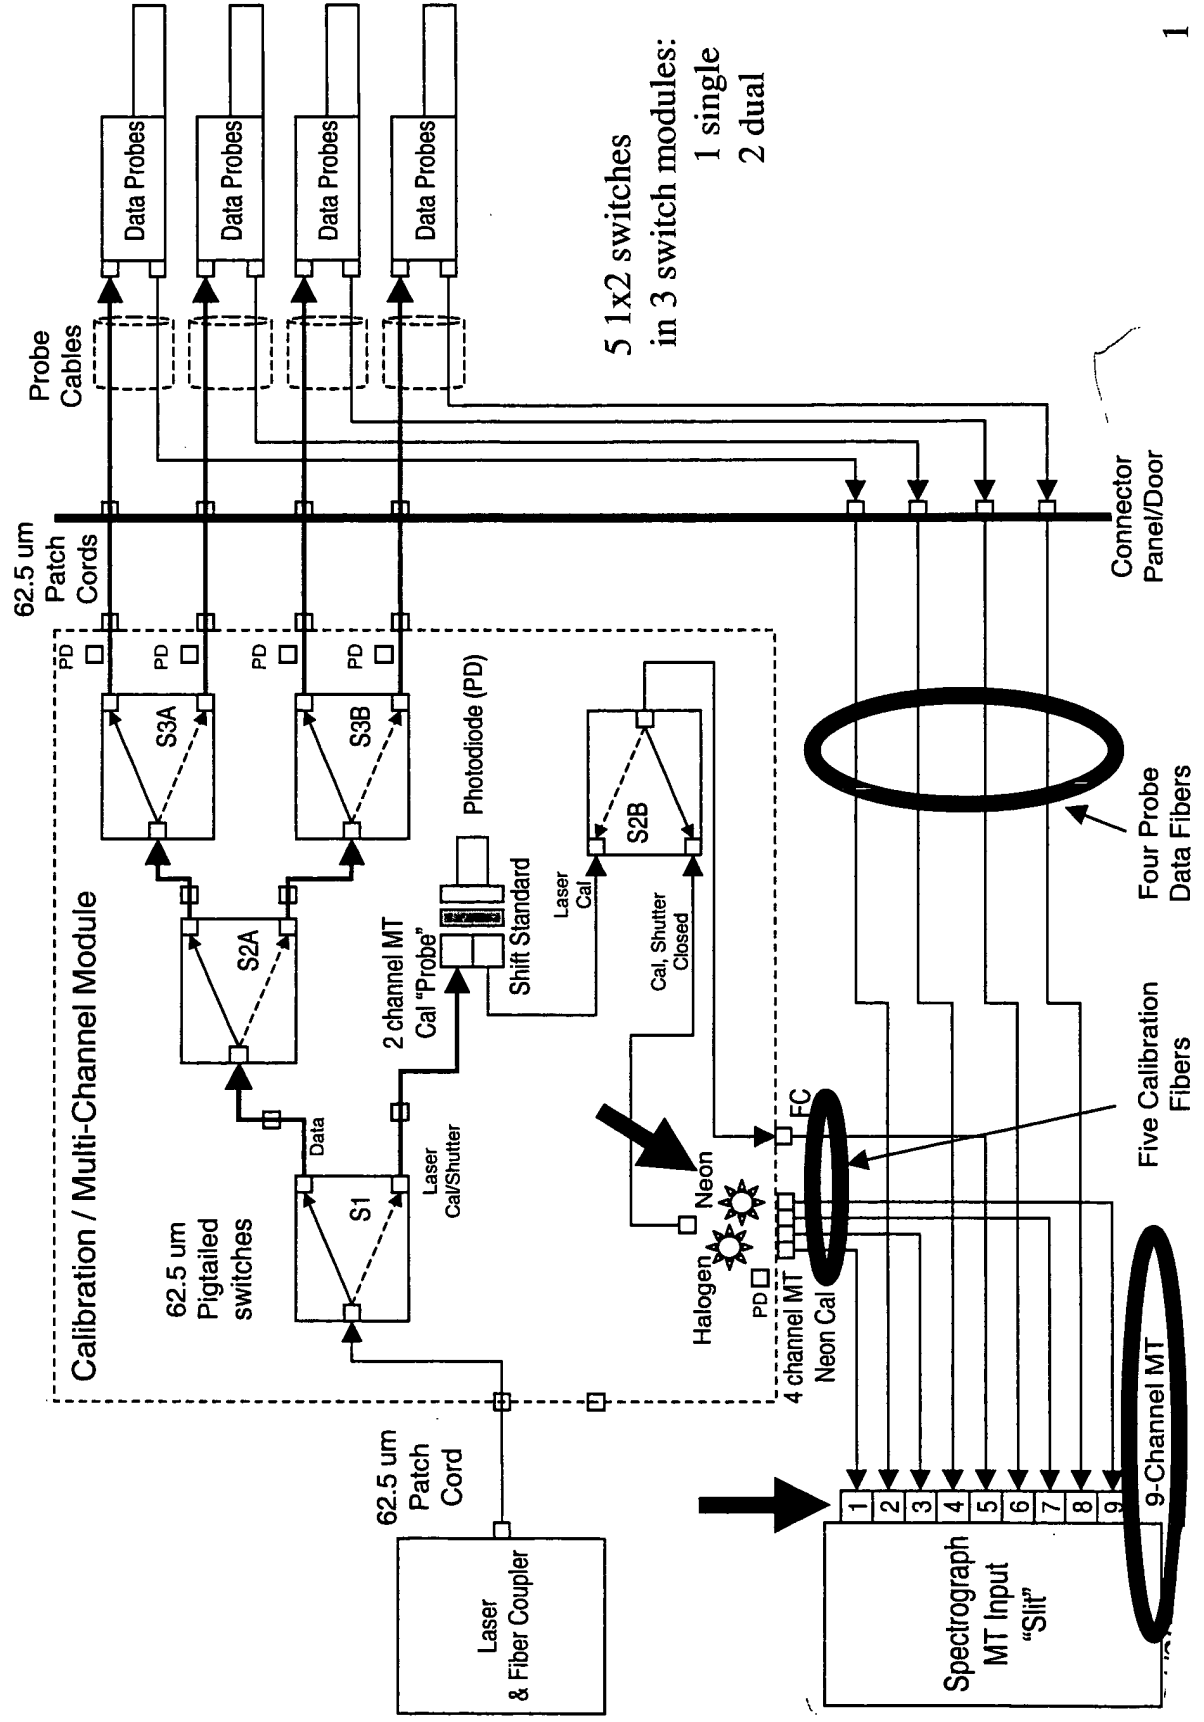 Calibration / Multi-Channel Module
62.5 um
Patch
Cords
Probe
Cables
Data Probes
Data Probes
Data Probes
Data Probes
PD
PD
PD
PD
S3A
S3B
S2A
62.5 um
Pigtailed
switches
S1
Data
Laser
Cal/Shutter
2 channel MT
Cal “Probe”
Shift Standard
Photodiode (PD)
Laser
Cal
Cal, Shutter
Closed
S2B
5 1x2 switches
in 3 switch modules:
1 single
2 dual
62.5 um
Patch
Cord
Laser
& Fiber Coupler
Halogen
Neon
PD
FC
4 channel MT
Neon Cal
Spectrograph
MT Input
“Slit”
1
2
3
4
5
6
7
8
9
9-Channel MT
Five Calibration
Fibers
Four Probe
Data Fibers
Connector
Panel/Door
1